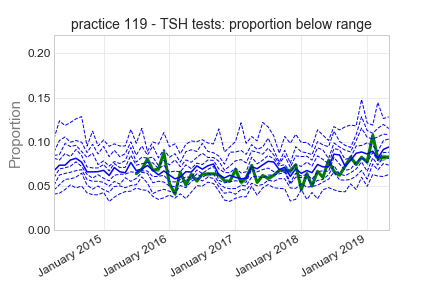 practice 119 - TSH tests: proportion below range
0.20
0.15
0.10
0.05
0.00
Proportion
January 2015
January 2016
January 2017
January 2018
January 2019